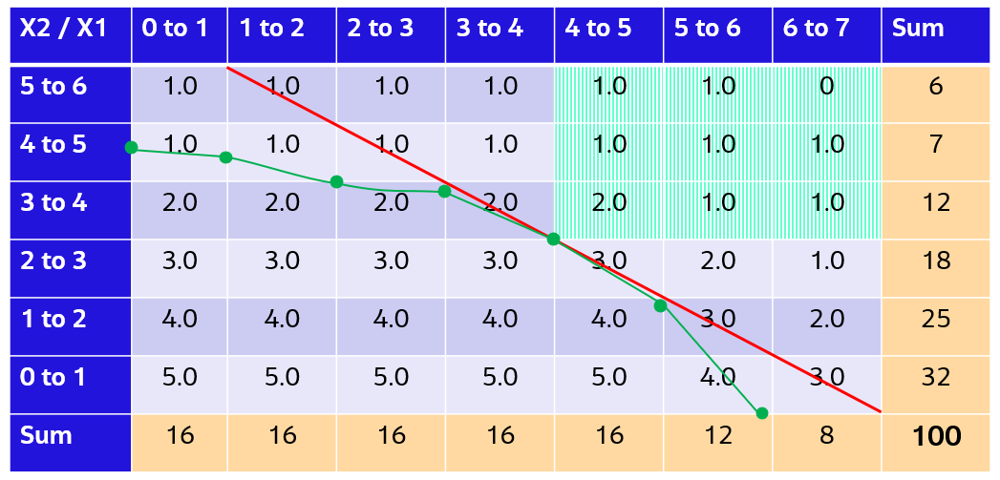 X2 / X1 0 to 1 1 to 2 2 to 3 3 to 4 4 to 5 5 to 6 6 to 7 Sum
5 to 6 1.0 1.0 1.0 1.0 1.0 1.0 0 6
4 to 5 1.0 1.0 1.0 1.0 1.0 1.0 1.0 7
3 to 4 2.0 2.0 2.0 2.0 2.0 1.0 1.0 12
2 to 3 3.0 3.0 3.0 3.0 3.0 2.0 1.0 18
1 to 2 4.0 4.0 4.0 4.0 4.0 3.0 2.0 25
0 to 1 5.0 5.0 5.0 5.0 5.0 4.0 3.0 32
Sum 16 16 16 16 16 12 8 100